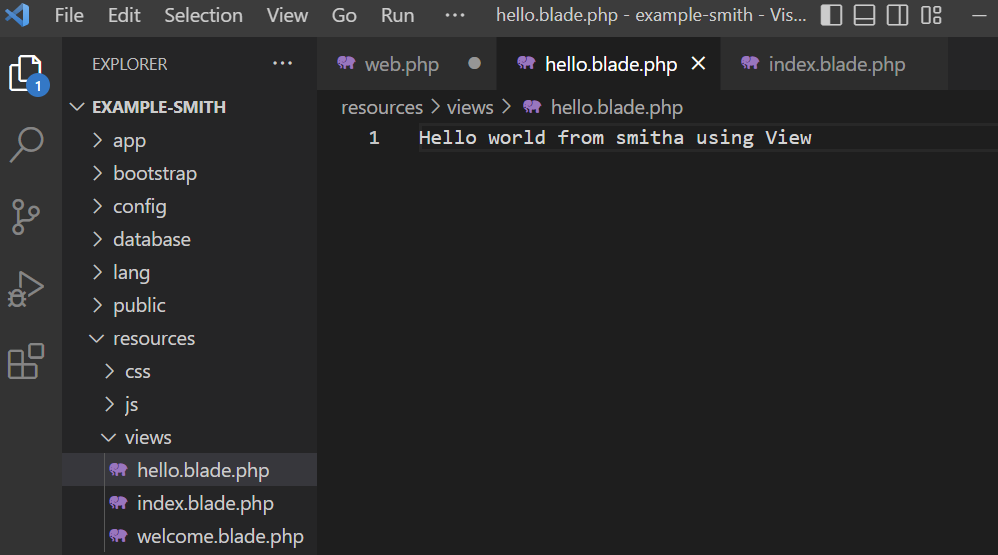 File Edit Selection View Go Run ··· hello.blade.php - example-smith - Vis...
EXPLORER ···
web.php hello.blade.php index.blade.php
1
EXAMPLE-SMITH
resources > views > hello.blade.php
app
1 Hello world from smitha using View
bootstrap
config
database
lang
public
resources
css
js
views
hello.blade.php
index.blade.php
welcome.blade.php